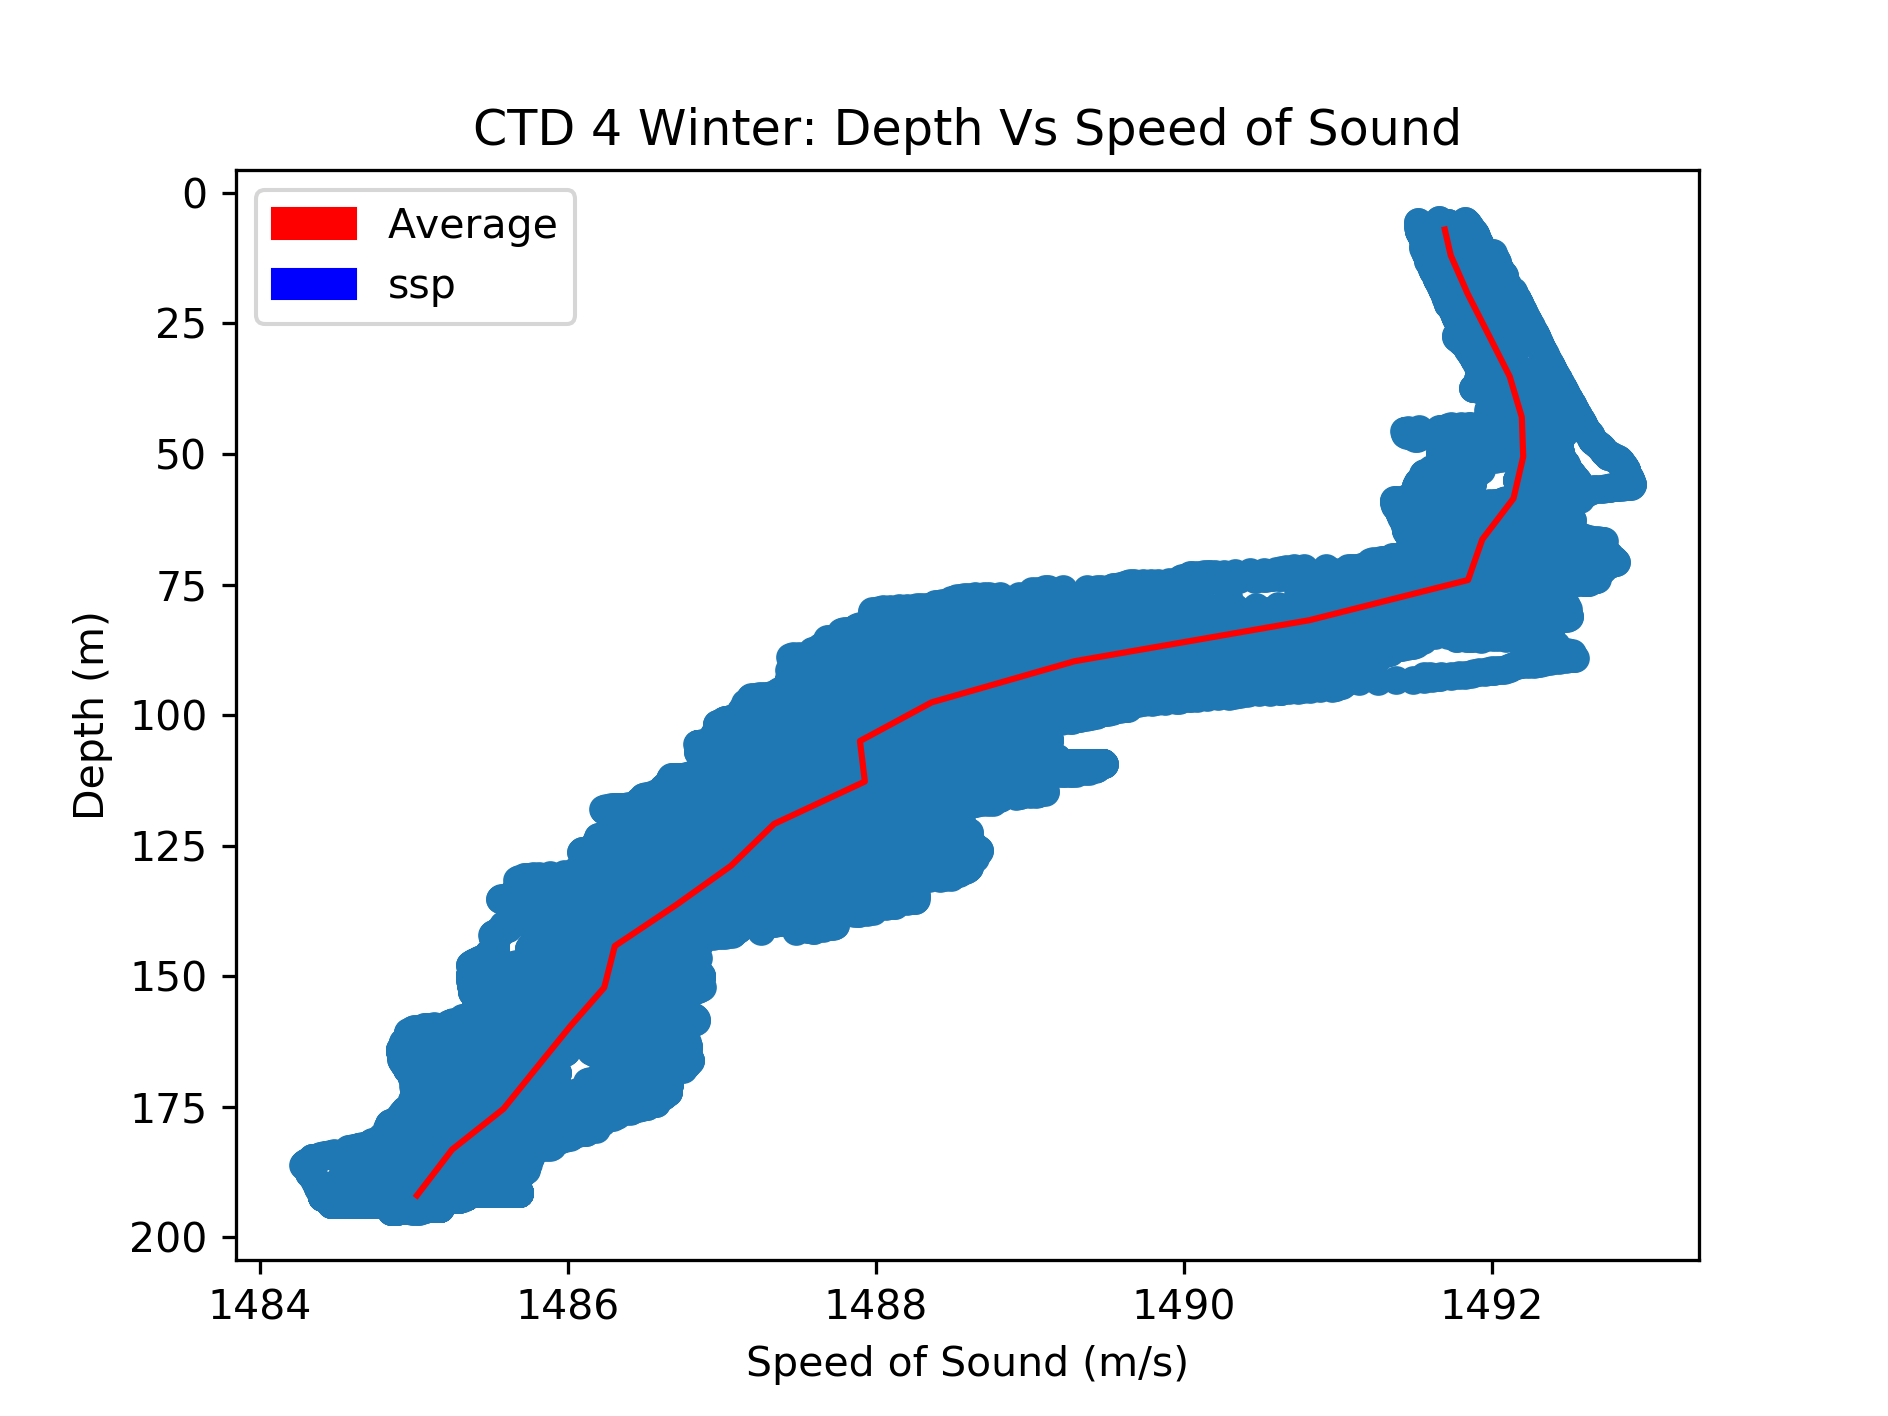 CTD 4 Winter: Depth Vs Speed of Sound
Average
ssp
0
25
50
75
100
125
150
175
200
Depth (m)
1484 1486 1488 1490 1492
Speed of Sound (m/s)